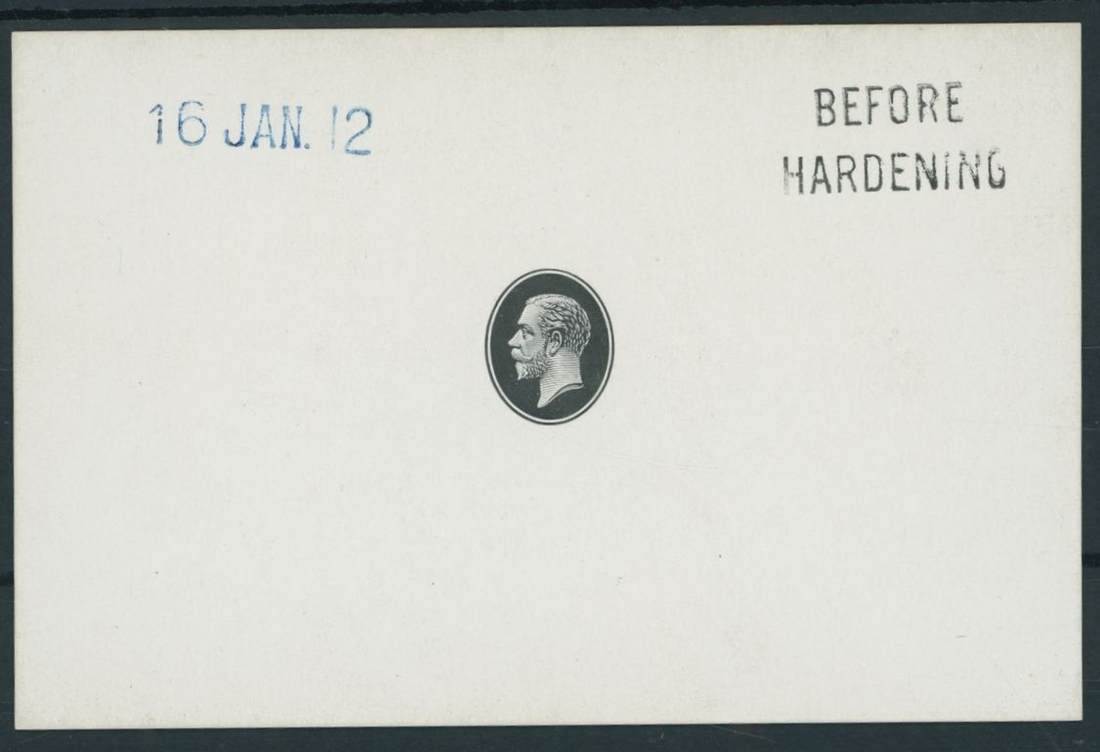 16 JAN. 12
BEFORE
HARDENING